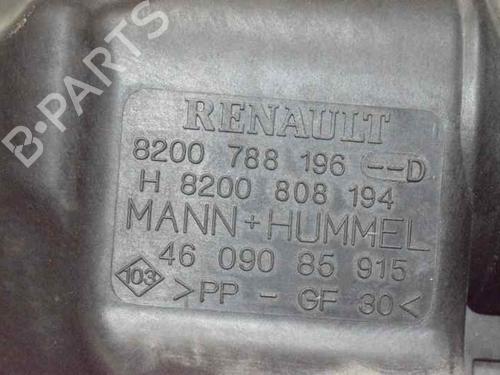 B-PARTS
RENAULT
8200 788 196 --D
H 8200 808 194
MANN+HUMMEL
46 090 85 915
103 >PP - GF 30<